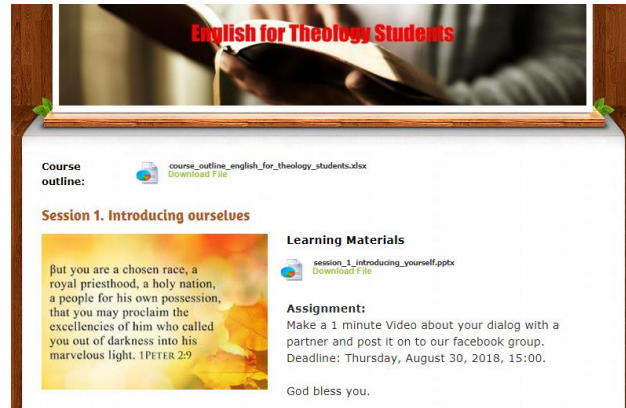 English for Theology Students
Course
outline:
course_outline_english_for_theology_students.xlsx
Download File
Session 1. Introducing ourselves
βut you are a chosen race, a
royal priesthood, a holy nation,
a people for his own possession,
that you may proclaim the
excellencies of him who called
you out of darkness into his
marvelous light. 1PETER 2:9
Learning Materials
session_1_introducing_yourself.pptx
Download File
Assignment:
Make a 1 minute Video about your dialog with a
partner and post it on to our facebook group.
Deadline: Thursday, August 30, 2018, 15:00.
God bless you.